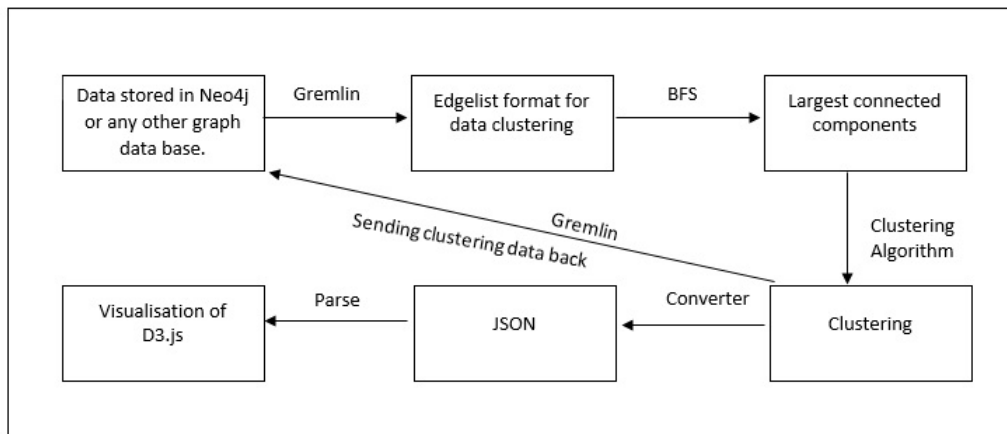 Data stored in Neo4j
or any other graph
data base.
Gremlin
Edgelist format for
data clustering
BFS
Largest connected
components
Clustering
Algorithm
Gremlin
Sending clustering data back
Visualisation of
D3.js
Parse
JSON
Converter
Clustering